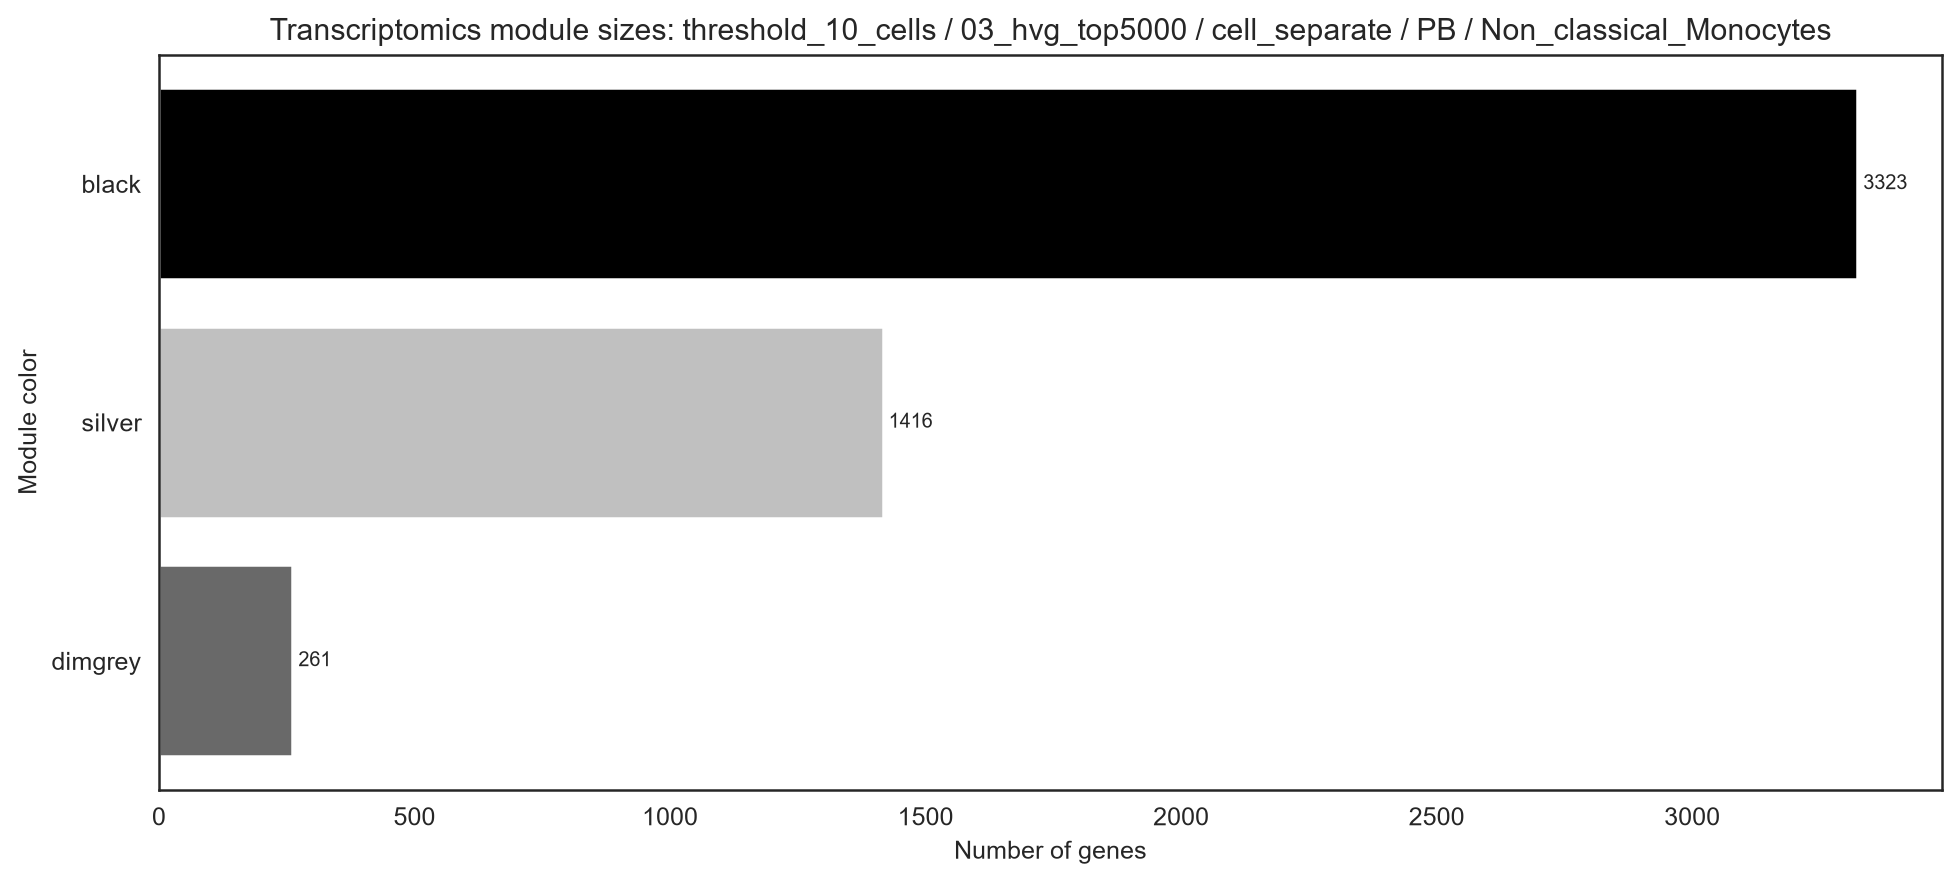 Transcriptomics module sizes: threshold_10_cells / 03_hvg_top5000 / cell_separate / PB / Non_classical_Monocytes
Module color
black
3323
silver
1416
dimgrey
261
0 500 1000 1500 2000 2500 3000
Number of genes